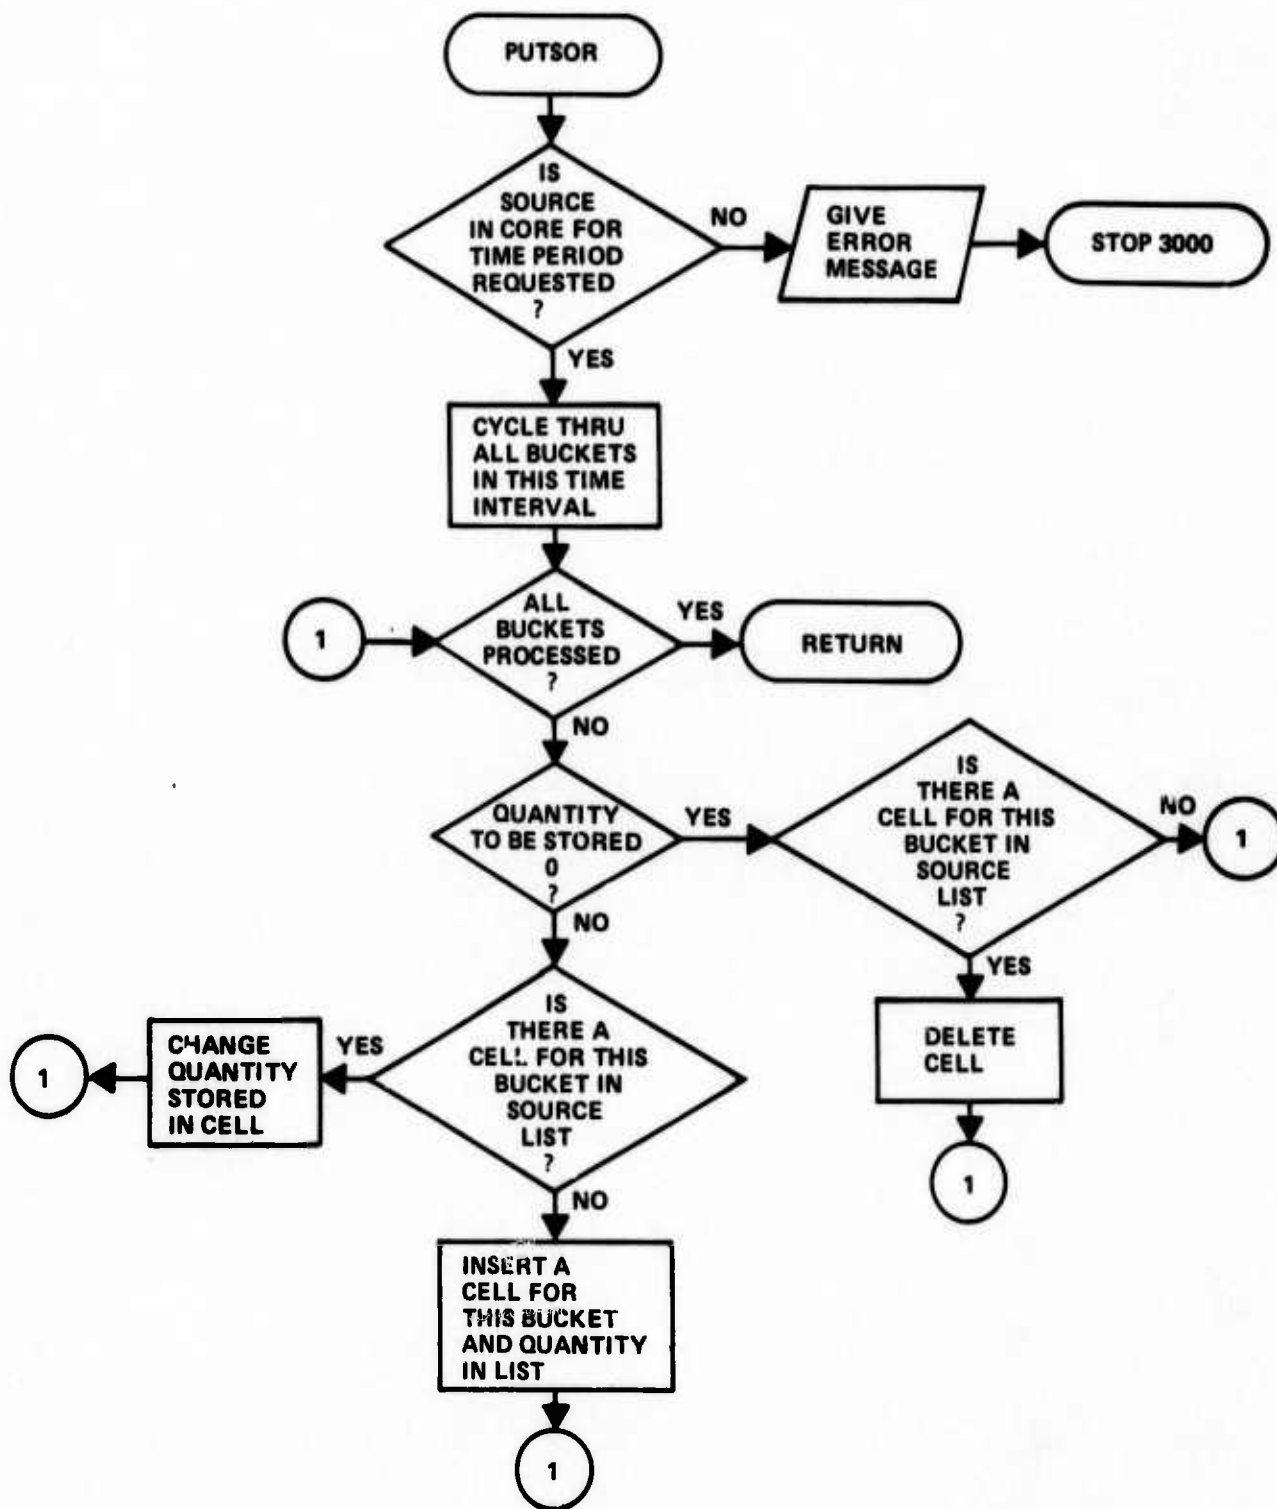 PUTSOR
IS
SOURCE
IN CORE FOR
TIME PERIOD
REQUESTED
?
NO
GIVE
ERROR
MESSAGE
STOP 3000
YES
CYCLE THRU
ALL BUCKETS
IN THIS TIME
INTERVAL
1
ALL
BUCKETS
PROCESSED
?
YES
RETURN
NO
QUANTITY
TO BE STORED
0
?
YES
IS
THERE A
CELL FOR THIS
BUCKET IN
SOURCE
LIST
?
NO
1
YES
DELETE
CELL
1
NO
IS
THERE A
CELL FOR THIS
BUCKET IN
SOURCE
LIST
?
YES
CHANGE
QUANTITY
STORED
IN CELL
1
NO
INSERT A
CELL FOR
THIS BUCKET
AND QUANTITY
IN LIST
1